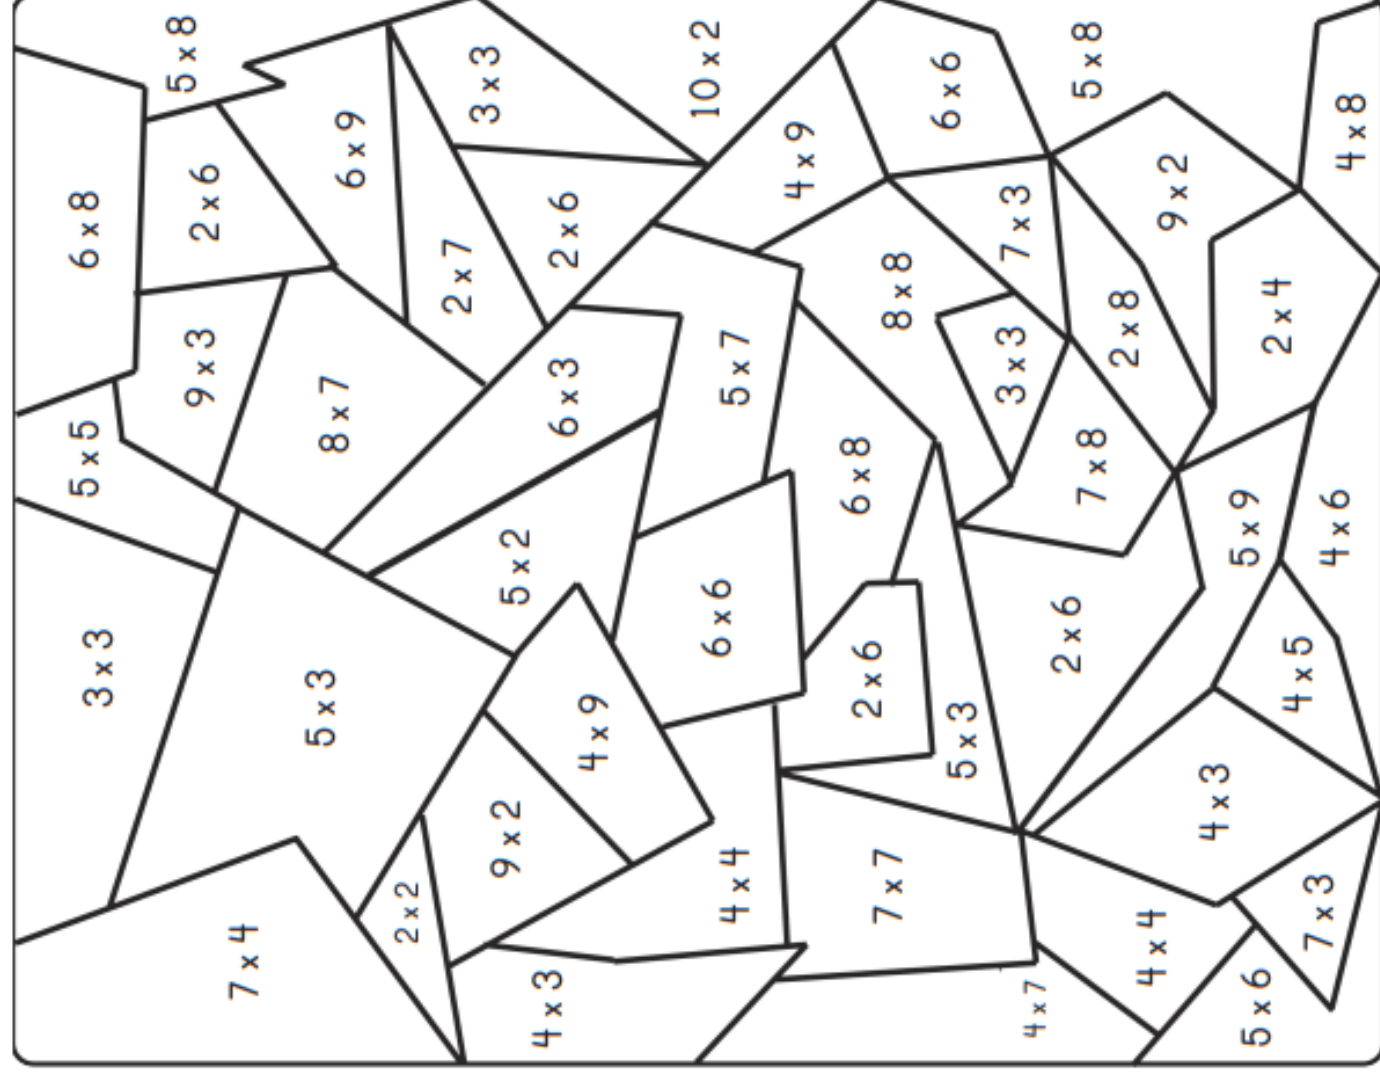 3 x 3
5 x 5
6 x 8
7 x 4
9 x 3
2 x 6
5 x 8
5 x 3
8 x 7
6 x 9
2 x 2
2 x 7
3 x 3
4 x 3
9 x 2
5 x 2
6 x 3
2 x 6
4 x 9
4 x 4
6 x 6
5 x 7
10 x 2
4 x 9
7 x 7
2 x 6
6 x 8
8 x 8
6 x 6
5 x 3
3 x 3
7 x 3
4 x 7
2 x 6
7 x 8
2 x 8
5 x 8
4 x 4
9 x 2
4 x 3
5 x 9
2 x 4
5 x 6
7 x 3
4 x 5
4 x 6
4 x 8